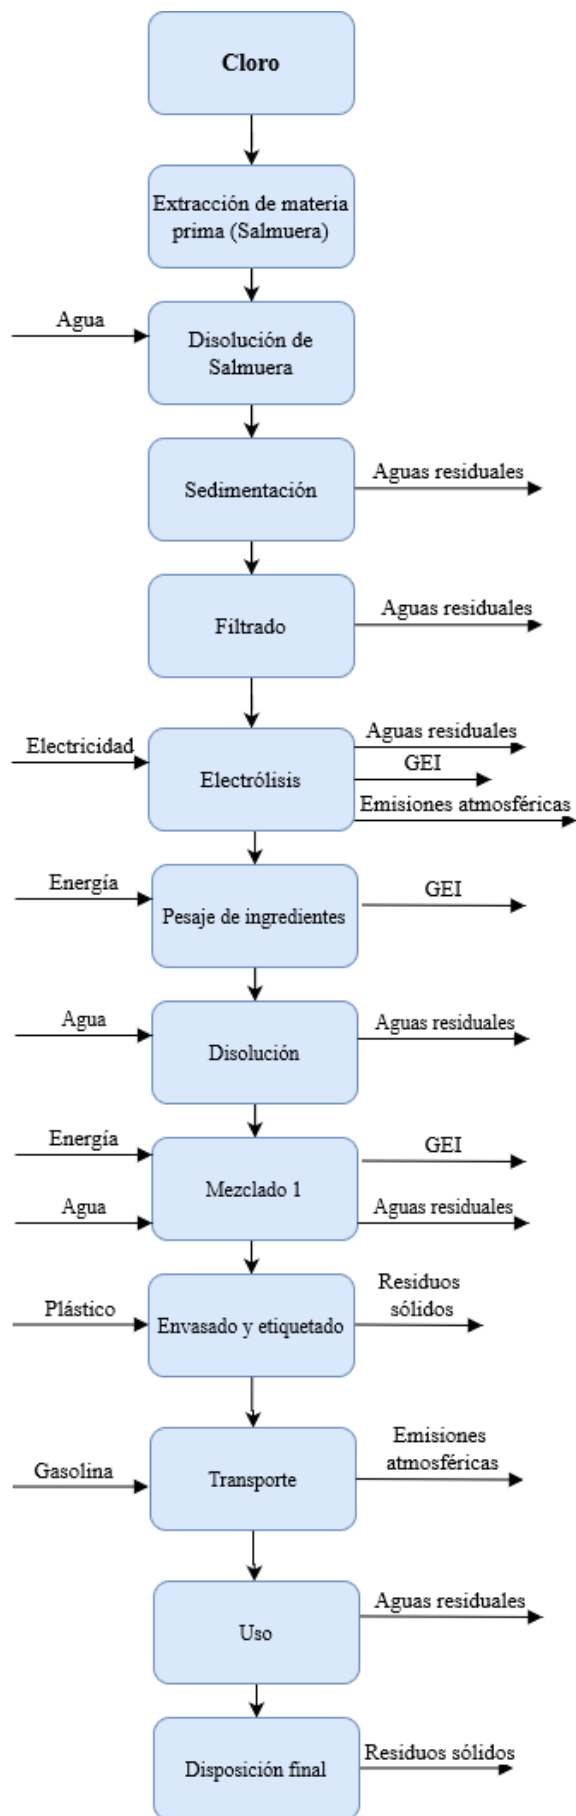 Cloro
Extracción de materia
prima (Salmuera)
Agua
Disolución de
Salmuera
Sedimentación
Aguas residuales
Filtrado
Aguas residuales
Electricidad
Electrólisis
Aguas residuales
GEI
Emisiones atmosféricas
Energía
Pesaje de ingredientes
GEI
Agua
Disolución
Aguas residuales
Energía
GEI
Mezclado 1
Agua
Aguas residuales
Plástico
Envasado y etiquetado
Residuos
sólidos
Gasolina
Transporte
Emisiones
atmosféricas
Uso
Aguas residuales
Disposición final
Residuos sólidos